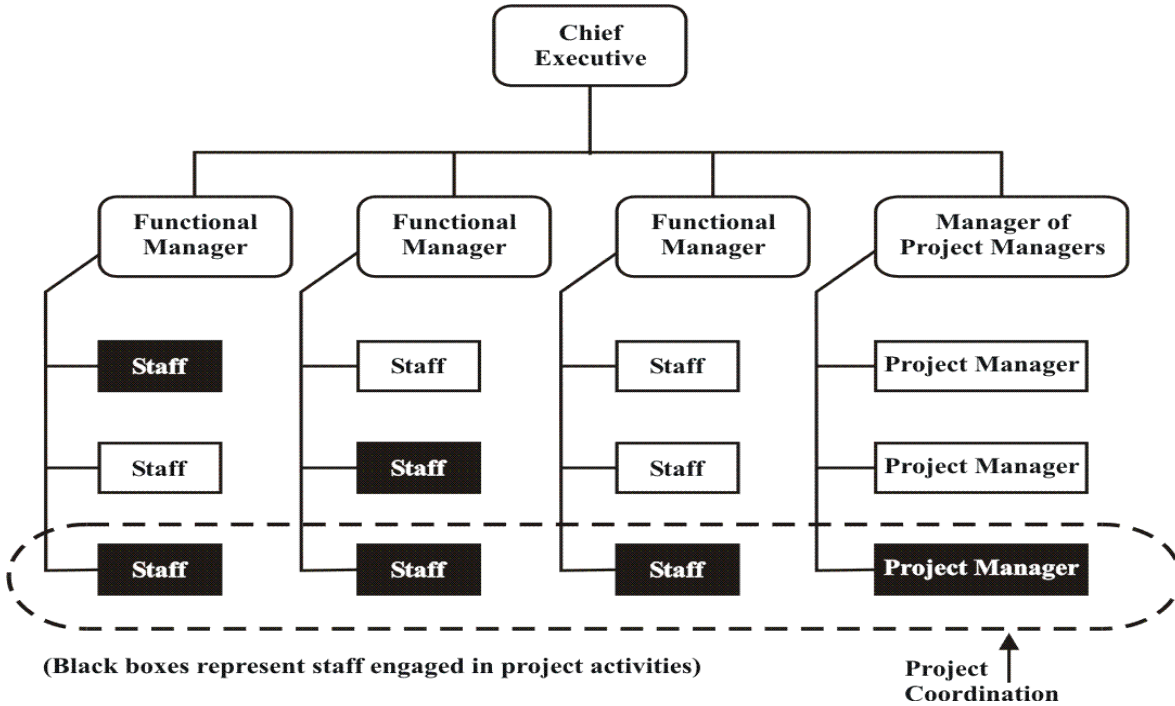 Chief
Executive
Functional
Manager
Functional
Manager
Functional
Manager
Manager of
Project Managers
Staff
Staff
Staff
Project Manager
Staff
Staff
Staff
Project Manager
Staff
Staff
Staff
Project Manager
(Black boxes represent staff engaged in project activities)
Project
Coordination